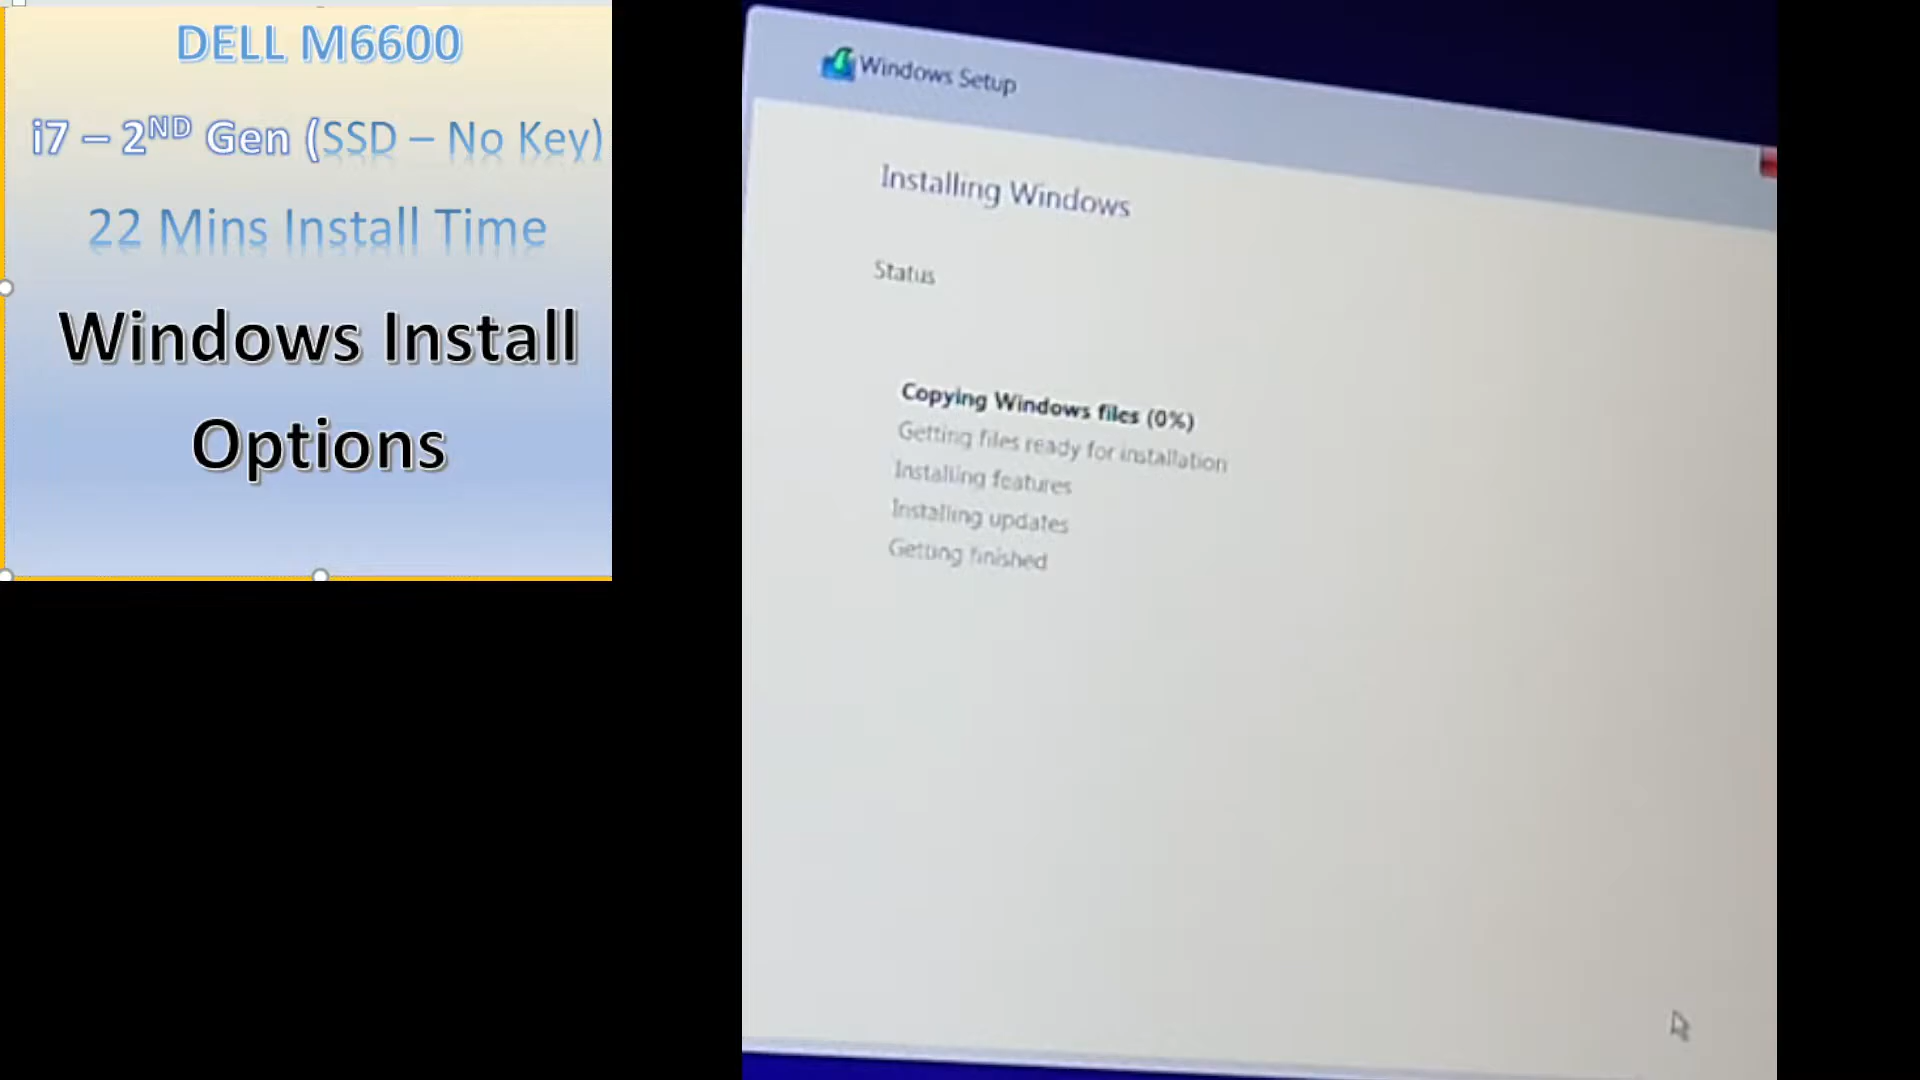 DELL M6600
i7 – 2ND Gen (SSD – No Key)
22 Mins Install Time
Windows Install
Options
Windows Setup
Installing Windows
Status
Copying Windows files (0%)
Getting files ready for installation
Installing features
Installing updates
Getting finished